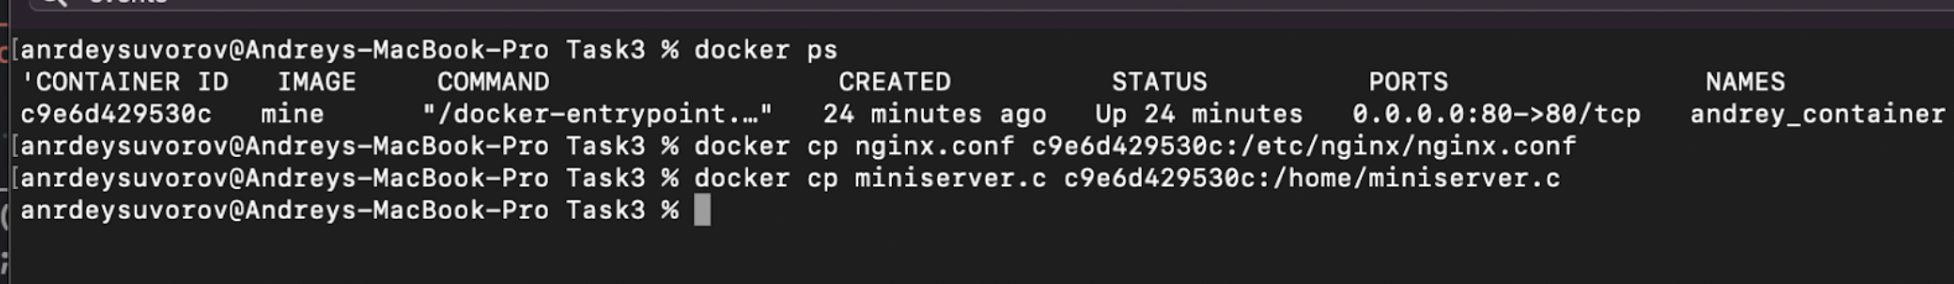 [anrdeysuvorov@Andreys-MacBook-Pro Task3 % docker ps
'CONTAINER ID   IMAGE     COMMAND                  CREATED          STATUS          PORTS                NAMES
c9e6d429530c   mine      "/docker-entrypoint.…"   24 minutes ago   Up 24 minutes   0.0.0.0:80->80/tcp   andrey_container
[anrdeysuvorov@Andreys-MacBook-Pro Task3 % docker cp nginx.conf c9e6d429530c:/etc/nginx/nginx.conf
[anrdeysuvorov@Andreys-MacBook-Pro Task3 % docker cp miniserver.c c9e6d429530c:/home/miniserver.c
anrdeysuvorov@Andreys-MacBook-Pro Task3 %